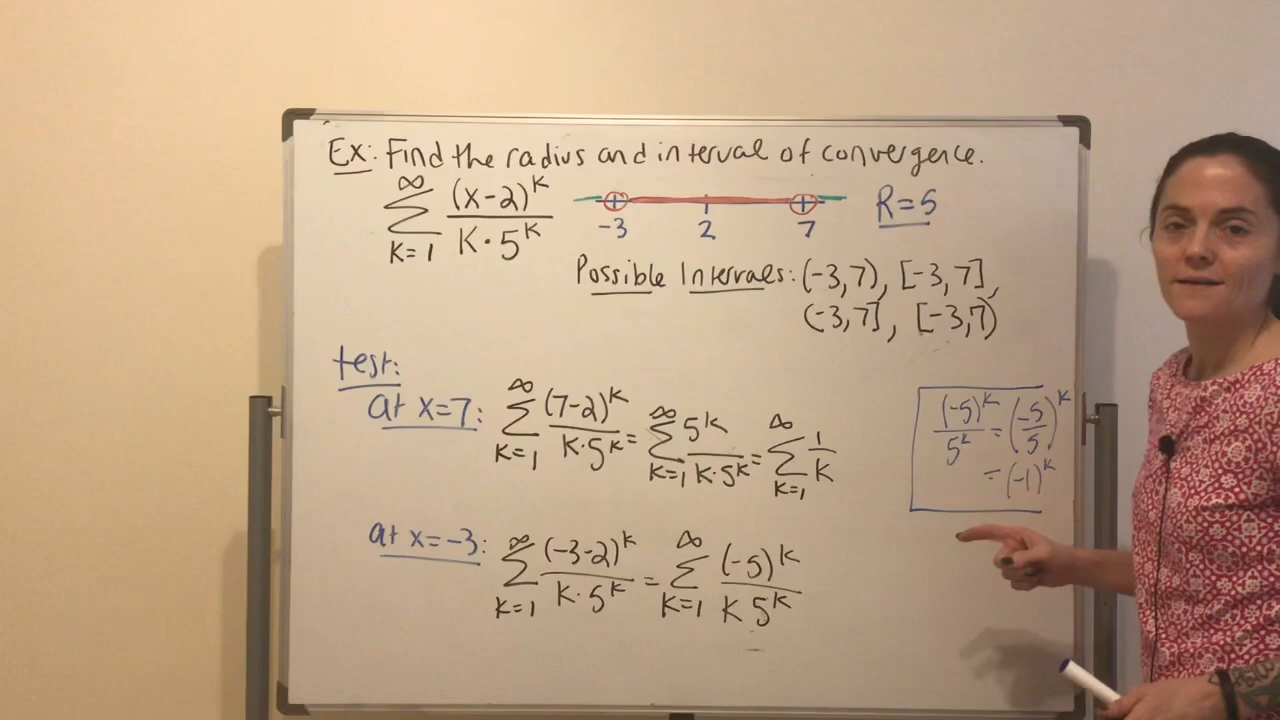 Ex: Find the radius and interval of convergence.
∞ Σ k=1 (x-2)^k / k·5^k
-3 2 7 R=5
Possible Intervals: (-3,7), [-3,7],
(-3,7], [-3,7)
test:
at x=7: ∞ Σ k=1 (7-2)^k / k·5^k = ∞ Σ k=1 5^k / k·5^k = ∞ Σ k=1 1/k
(-5)^k / 5^k = (-5/5)^k
= (-1)^k
at x=-3: ∞ Σ k=1 (-3-2)^k / k·5^k = ∞ Σ k=1 (-5)^k / k 5^k